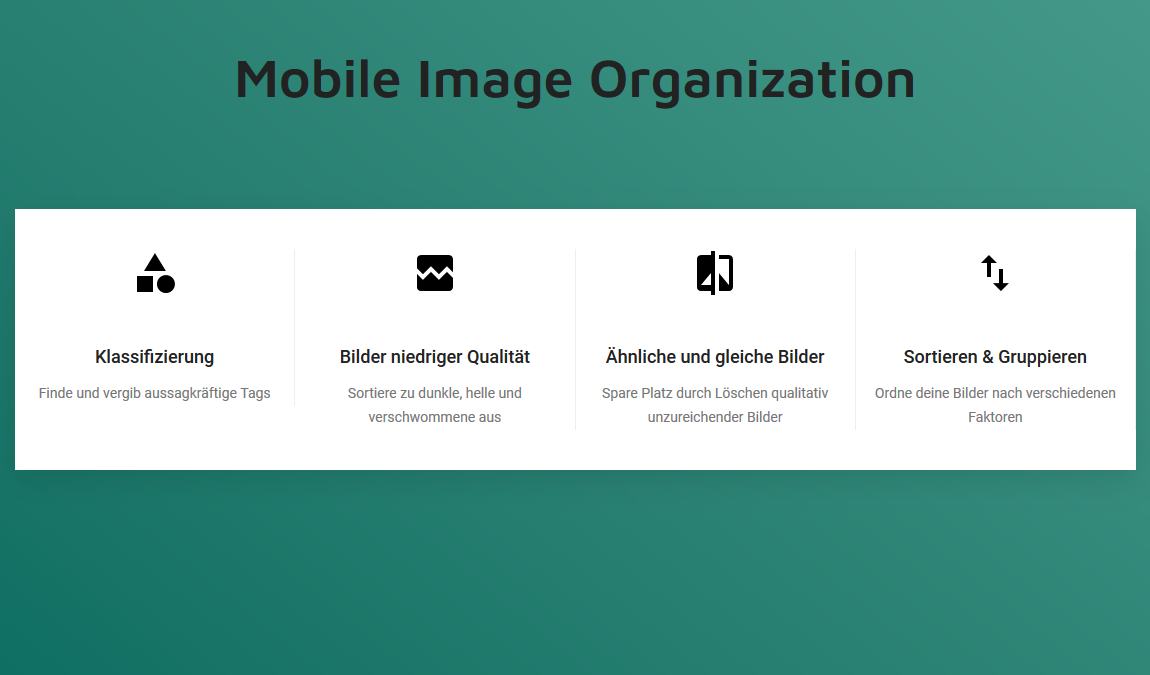 Mobile Image Organization
Klassifizierung
Finde und vergib aussagkräftige Tags
Bilder niedriger Qualität
Sortiere zu dunkle, helle und
verschwommene aus
Ähnliche und gleiche Bilder
Spare Platz durch Löschen qualitativ
unzureichender Bilder
Sortieren & Gruppieren
Ordne deine Bilder nach verschiedenen
Faktoren